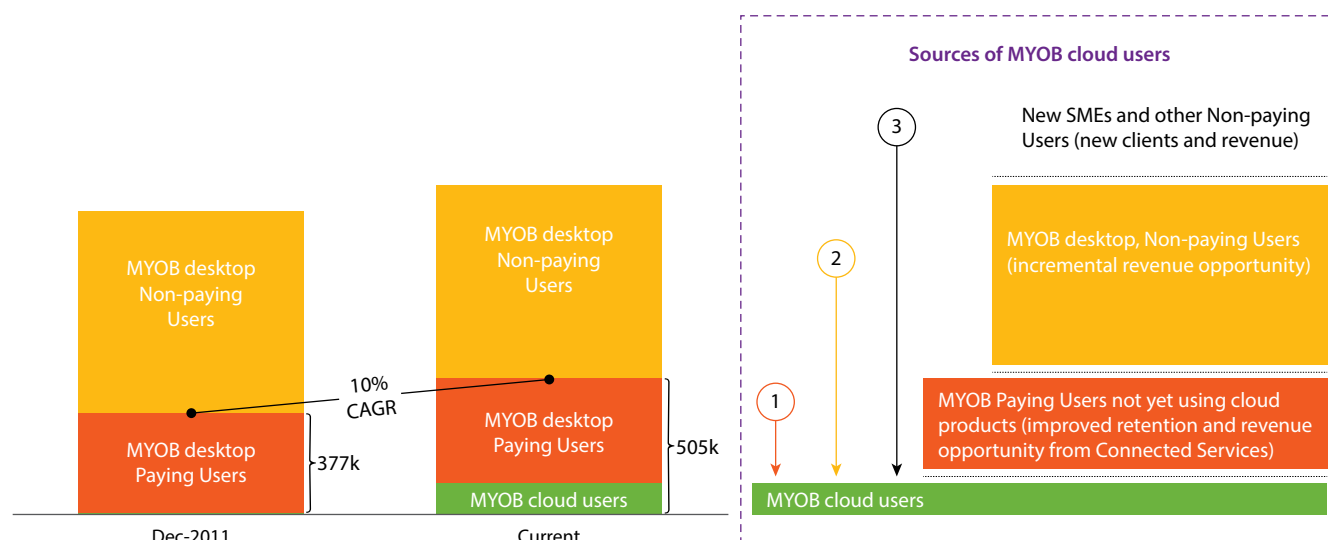 Sources of MYOB cloud users
3
New SMEs and other Non-paying
Users (new clients and revenue)
MYOB desktop
Non-paying
Users
MYOB desktop
Non-paying
Users
2
MYOB desktop, Non-paying Users
(incremental revenue opportunity)
10%
CAGR
1
MYOB Paying Users not yet using cloud
products (improved retention and revenue
opportunity from Connected Services)
MYOB desktop
Paying Users
377k
MYOB desktop
Paying Users
505k
MYOB cloud users
MYOB cloud users
Dec-2011
Current